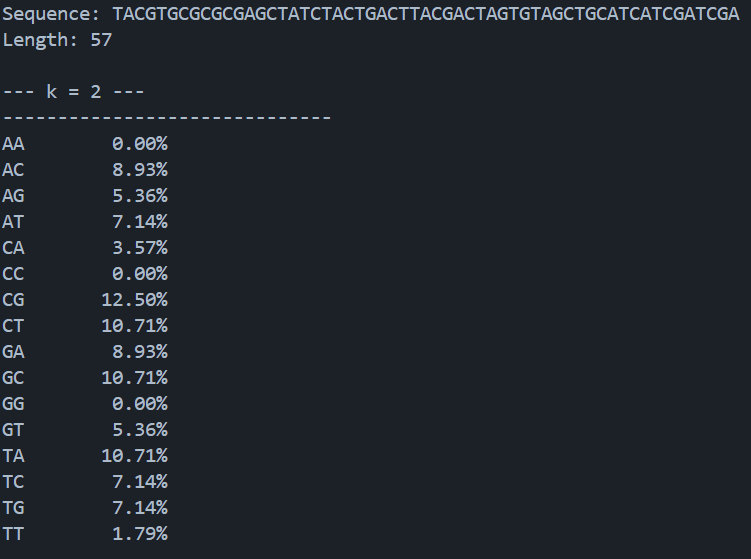 Sequence: TACGTGCGCGCGAGCTATCTACTGACTTACGACTAGTGTAGCTGCATCATCGATCGA
Length: 57
--- k = 2 ---
------------------------------
AA        0.00%
AC        8.93%
AG        5.36%
AT        7.14%
CA        3.57%
CC        0.00%
CG       12.50%
CT       10.71%
GA        8.93%
GC       10.71%
GG        0.00%
GT        5.36%
TA       10.71%
TC        7.14%
TG        7.14%
TT        1.79%